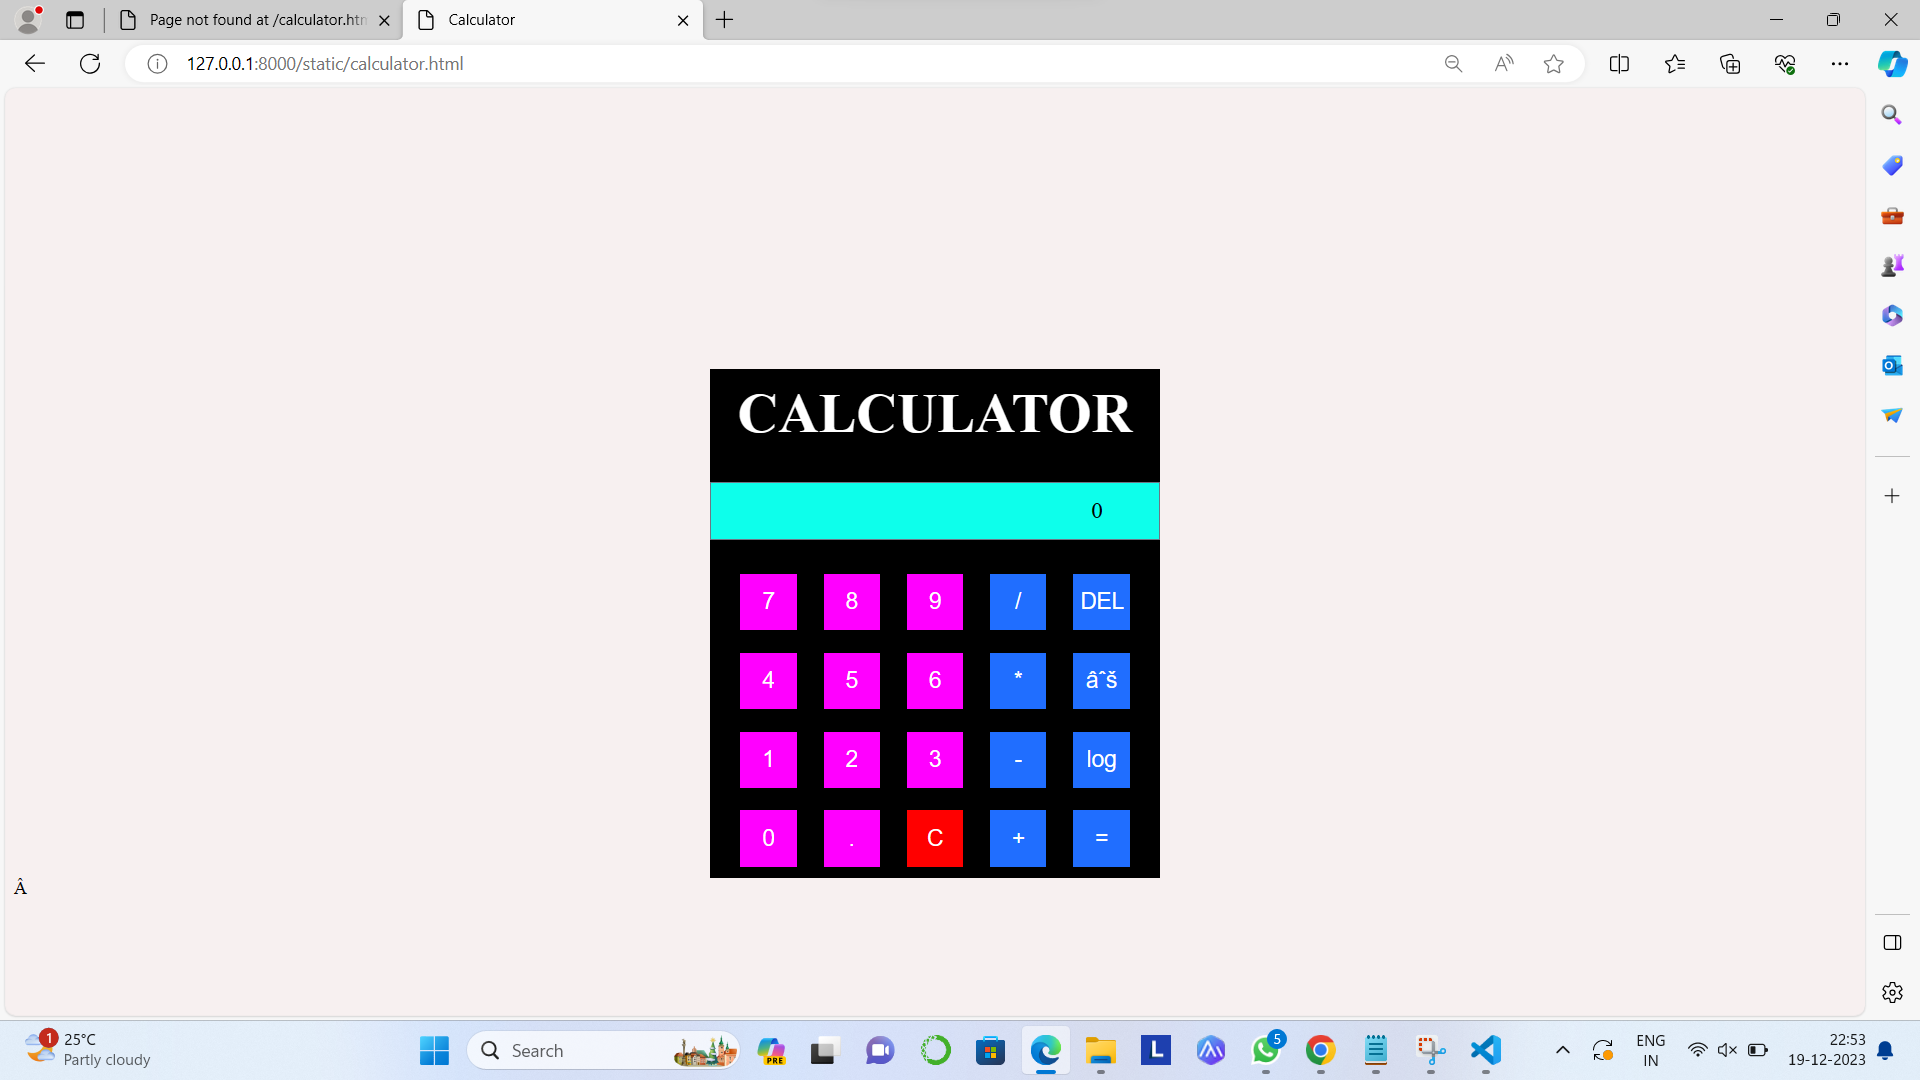 Page not found at /calculator.htm
Calculator
127.0.0.1:8000/static/calculator.html
CALCULATOR
0
7 8 9 / DEL
4 5 6 * âˆš
1 2 3 - log
0 . C + =
Â
1
25°C
Partly cloudy
Search
PRE
L
5
ENG
IN
22:53
19-12-2023